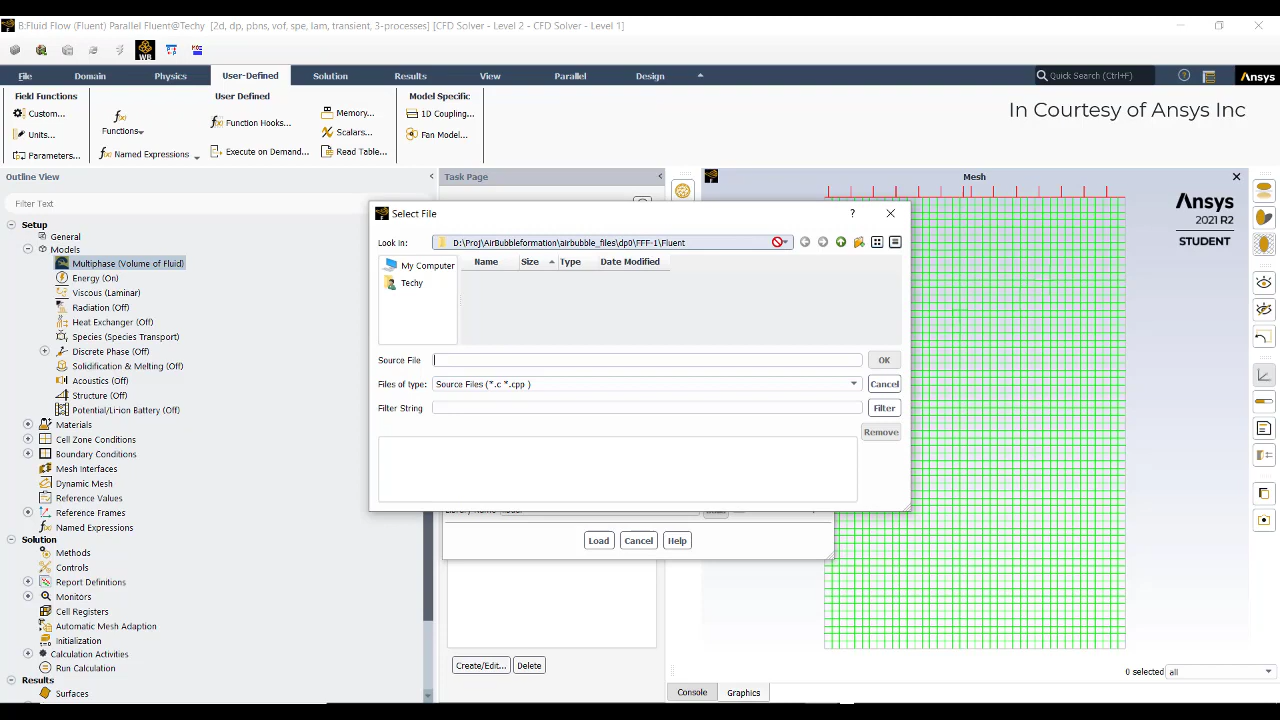 B:Fluid Flow (Fluent) Parallel Fluent@Techy [2d, dp, pbns, vof, spe, lam, transient, 3-processes] [CFD Solver - Level 2 - CFD Solver - Level 1]
WB
File Domain Physics User-Defined Solution Results View Parallel Design Quick Search (Ctrl+F) Ansys
Field Functions
Custom...
Units...
Parameters...
User Defined
Functions
Named Expressions
Function Hooks...
Execute on Demand...
Memory...
Scalars...
Read Table...
Model Specific
1D Coupling...
Fan Model...
In Courtesy of Ansys Inc
Outline View
Filter Text
Setup
General
Models
Multiphase (Volume of Fluid)
Energy (On)
Viscous (Laminar)
Radiation (Off)
Heat Exchanger (Off)
Species (Species Transport)
Discrete Phase (Off)
Solidification & Melting (Off)
Acoustics (Off)
Structure (Off)
Potential/Li-ion Battery (Off)
Materials
Cell Zone Conditions
Boundary Conditions
Mesh Interfaces
Dynamic Mesh
Reference Values
Reference Frames
Named Expressions
Solution
Methods
Controls
Report Definitions
Monitors
Cell Registers
Automatic Mesh Adaption
Initialization
Calculation Activities
Run Calculation
Results
Surfaces
Task Page
Select File
Look in: D:\Proj\AirBubbleformation\airbubble_files\dp0\FFF-1\Fluent
My Computer
Techy
Name Size Type Date Modified
Source File OK
Files of type: Source Files (*.c *.cpp ) Cancel
Filter String Filter
Remove
Load Cancel Help
Create/Edit... Delete
Mesh
Ansys
2021 R2
STUDENT
0 selected all
Console Graphics